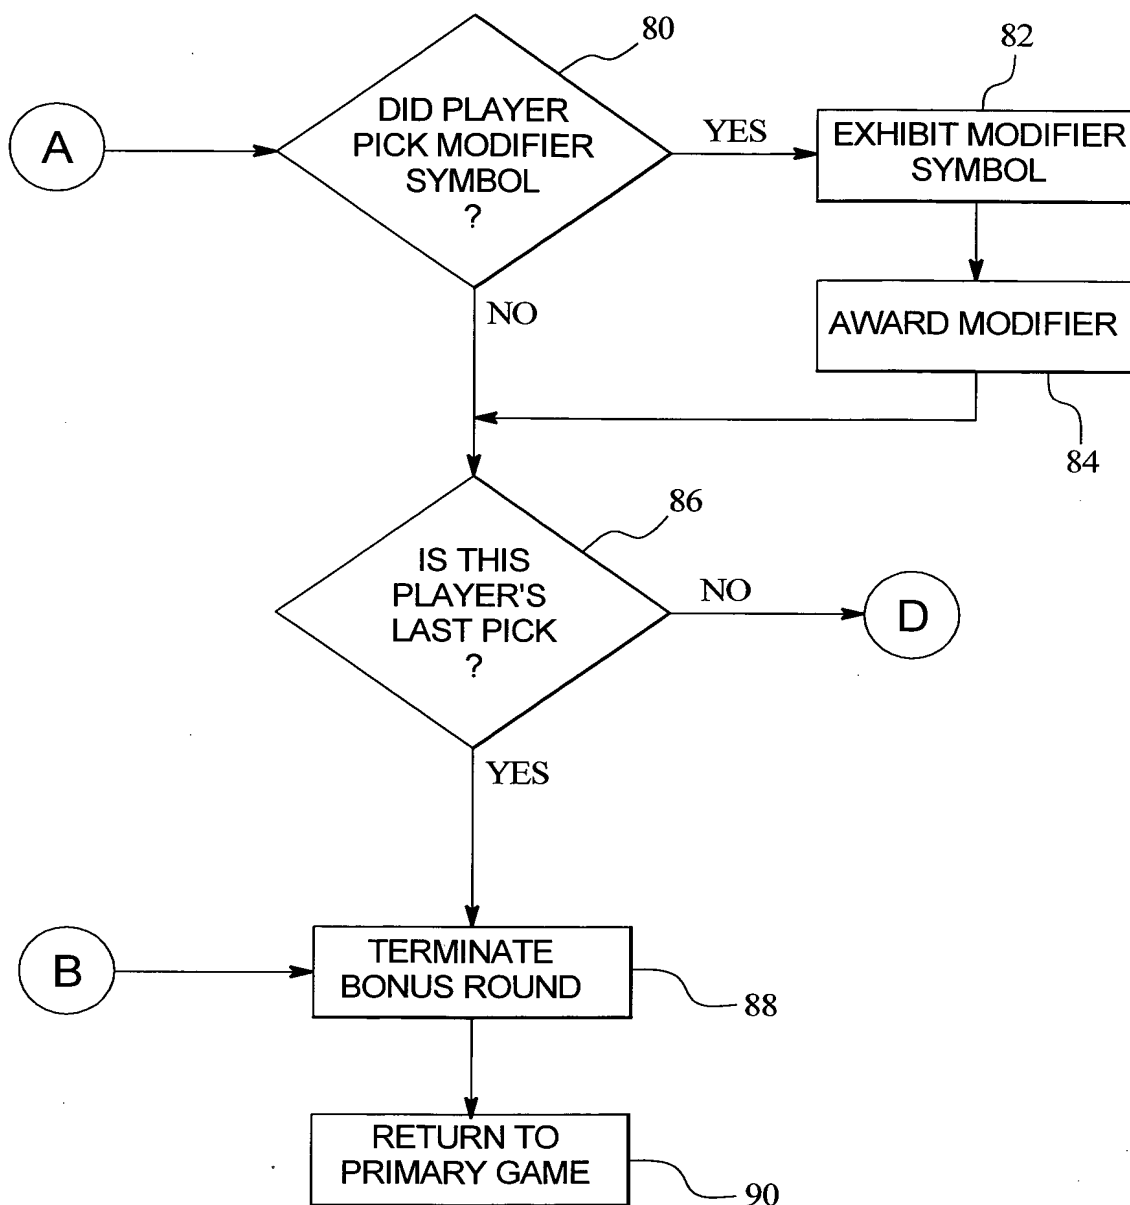 80
82
A
DID PLAYER
PICK MODIFIER
SYMBOL
?
YES
EXHIBIT MODIFIER
SYMBOL
NO
AWARD MODIFIER
84
86
IS THIS
PLAYER'S
LAST PICK
?
NO
D
YES
B
TERMINATE
BONUS ROUND
88
RETURN TO
PRIMARY GAME
90